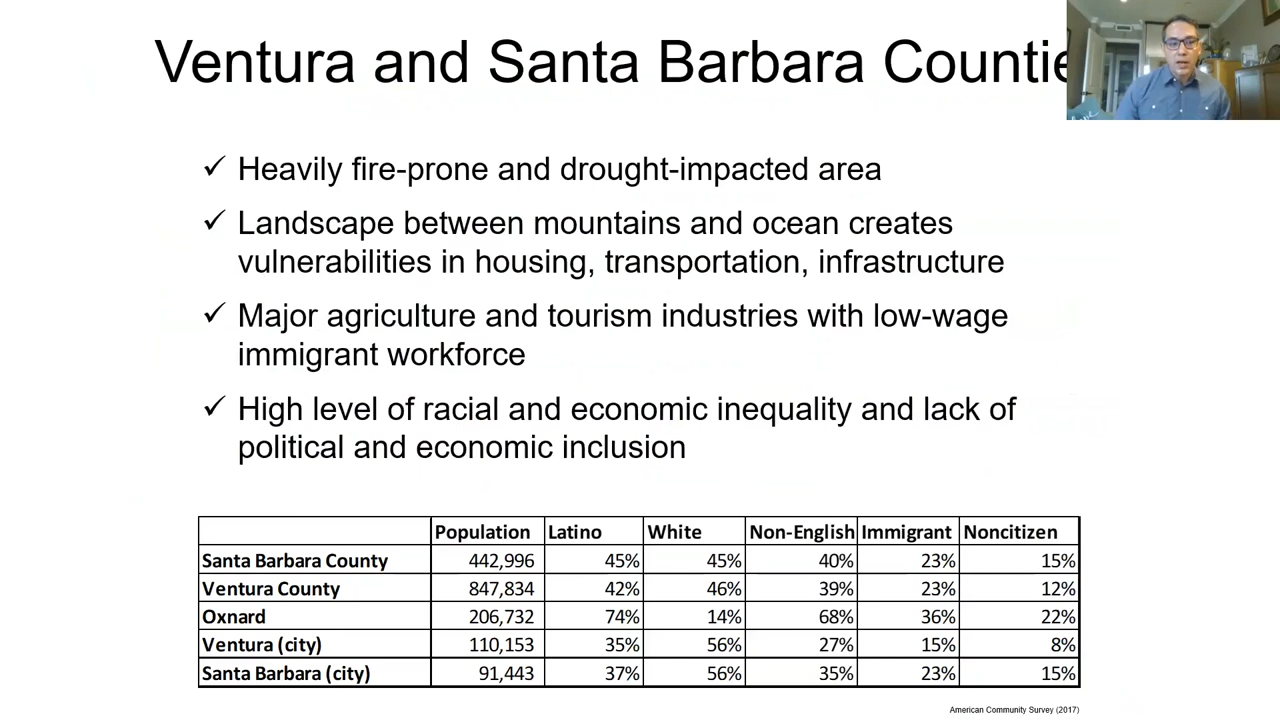 Ventura and Santa Barbara Countie
✓ Heavily fire-prone and drought-impacted area
✓ Landscape between mountains and ocean creates
vulnerabilities in housing, transportation, infrastructure
✓ Major agriculture and tourism industries with low-wage
immigrant workforce
✓ High level of racial and economic inequality and lack of
political and economic inclusion
Population Latino White Non-English Immigrant Noncitizen
Santa Barbara County 442,996 45% 45% 40% 23% 15%
Ventura County 847,834 42% 46% 39% 23% 12%
Oxnard 206,732 74% 14% 68% 36% 22%
Ventura (city) 110,153 35% 56% 27% 15% 8%
Santa Barbara (city) 91,443 37% 56% 35% 23% 15%
American Community Survey (2017)